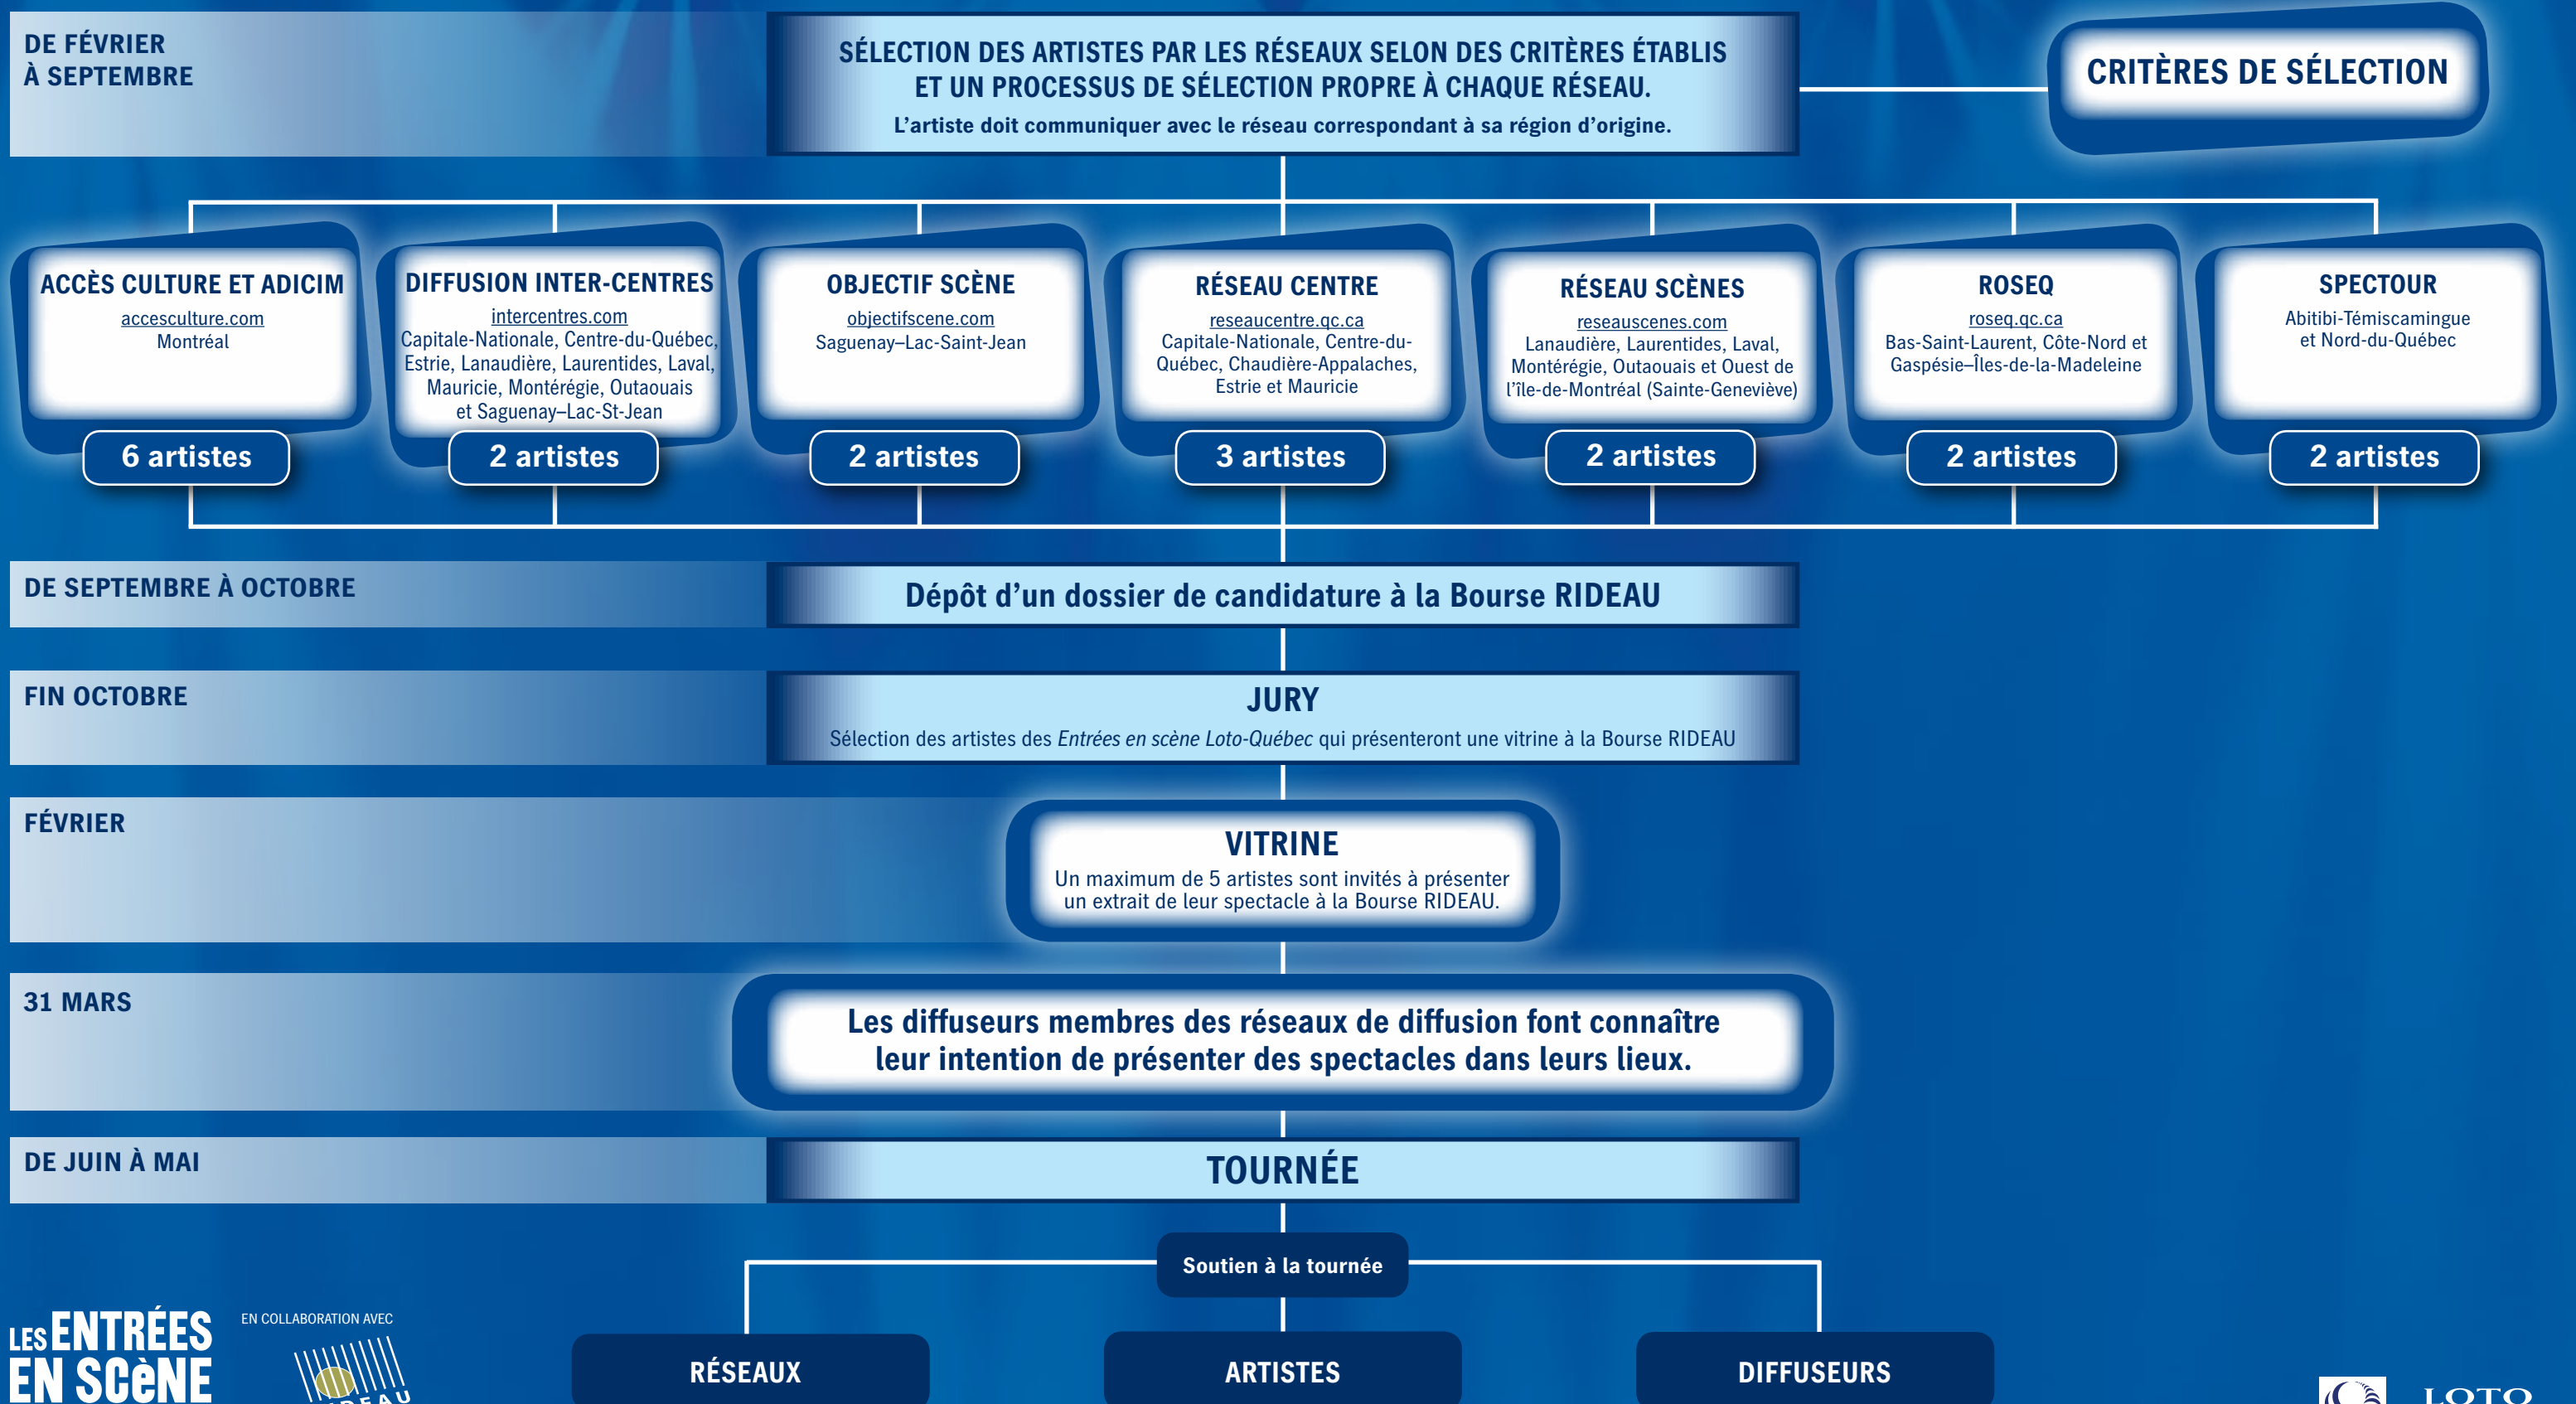 DE FÉVRIER
À SEPTEMBRE
SÉLECTION DES ARTISTES PAR LES RÉSEAUX SELON DES CRITÈRES ÉTABLIS
ET UN PROCESSUS DE SÉLECTION PROPRE À CHAQUE RÉSEAU.
L'artiste doit communiquer avec le réseau correspondant à sa région d'origine.
CRITÈRES DE SÉLECTION
ACCÈS CULTURE ET ADICIM
accesculture.com
Montréal
6 artistes
DIFFUSION INTER-CENTRES
intercentres.com
Capitale-Nationale, Centre-du-Québec,
Estrie, Lanaudière, Laurentides, Laval,
Mauricie, Montérégie, Outaouais
et Saguenay–Lac-St-Jean
2 artistes
OBJECTIF SCÈNE
objectifscene.com
Saguenay–Lac-Saint-Jean
2 artistes
RÉSEAU CENTRE
reseaucentre.qc.ca
Capitale-Nationale, Centre-du-
Québec, Chaudière-Appalaches,
Estrie et Mauricie
3 artistes
RÉSEAU SCÈNES
reseauscenes.com
Lanaudière, Laurentides, Laval,
Montérégie, Outaouais et Ouest de
l'île-de-Montréal (Sainte-Geneviève)
2 artistes
ROSEQ
roseq.qc.ca
Bas-Saint-Laurent, Côte-Nord et
Gaspésie–Îles-de-la-Madeleine
2 artistes
SPECTOUR
Abitibi-Témiscamingue
et Nord-du-Québec
2 artistes
DE SEPTEMBRE À OCTOBRE
Dépôt d'un dossier de candidature à la Bourse RIDEAU
FIN OCTOBRE
JURY
Sélection des artistes des Entrées en scène Loto-Québec qui présenteront une vitrine à la Bourse RIDEAU
FÉVRIER
VITRINE
Un maximum de 5 artistes sont invités à présenter
un extrait de leur spectacle à la Bourse RIDEAU.
31 MARS
Les diffuseurs membres des réseaux de diffusion font connaître
leur intention de présenter des spectacles dans leurs lieux.
DE JUIN À MAI
TOURNÉE
Soutien à la tournée
RÉSEAUX
ARTISTES
DIFFUSEURS
LES ENTRÉES
EN SCèNE
EN COLLABORATION AVEC
LOTO